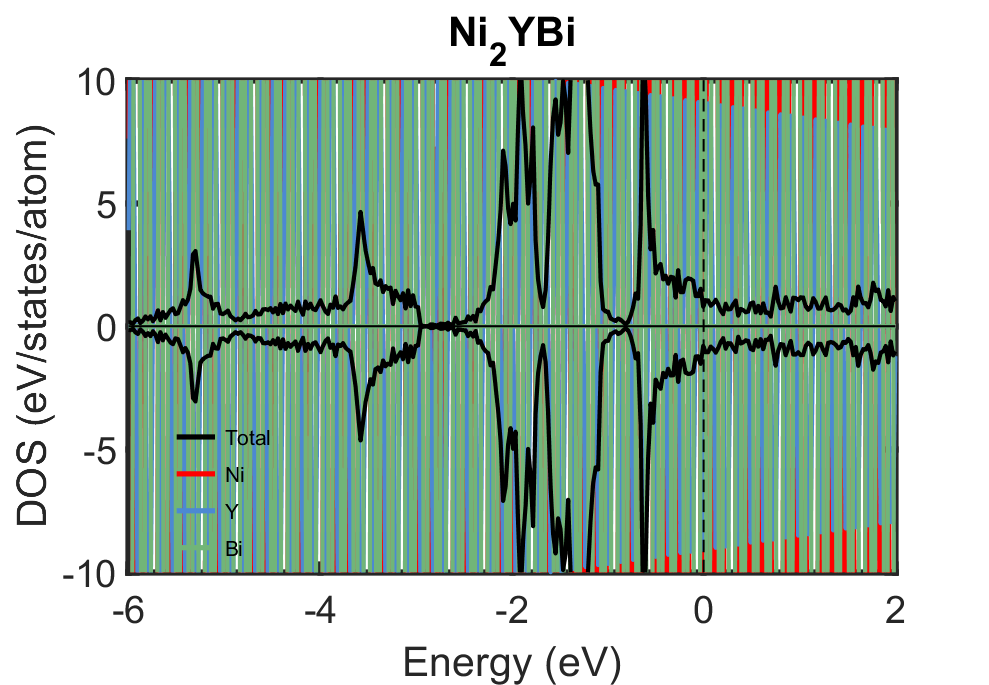 Ni₂YBi
DOS (eV/states/atom)
10
5
0
-5
-10
Total
Ni
Y
Bi
-6 -4 -2 0 2
Energy (eV)